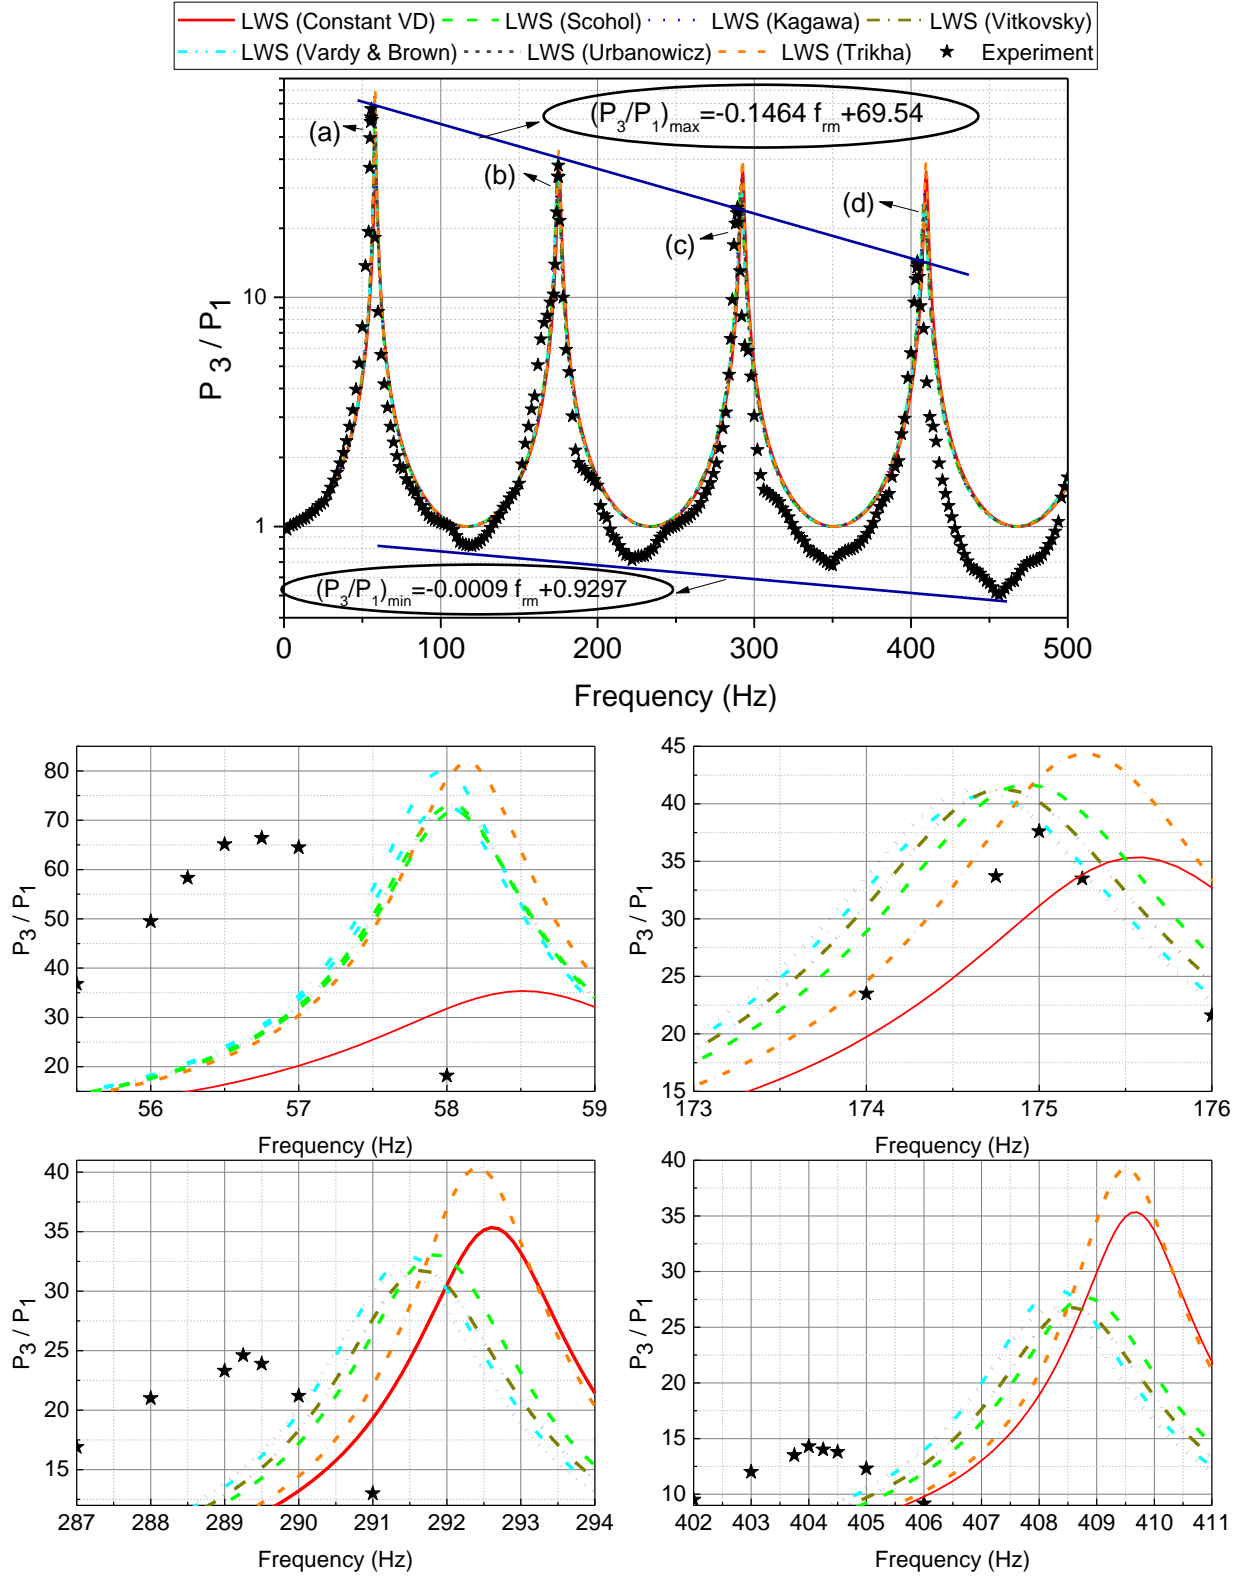 LWS (Constant VD) LWS (Scohol) LWS (Kagawa) LWS (Vitkovsky)
LWS (Vardy & Brown) LWS (Urbanowicz) LWS (Trikha) Experiment
(P3/P1)max=-0.1464 frm+69.54
(a)
(b)
(c)
(d)
10
1
P3 / P1
(P3/P1)min=-0.0009 frm+0.9297
0 100 200 300 400 500
Frequency (Hz)
80
70
60
50
40
30
20
P3 / P1
56 57 58 59
Frequency (Hz)
45
40
35
30
25
20
15
P3 / P1
173 174 175 176
Frequency (Hz)
40
35
30
25
20
15
P3 / P1
287 288 289 290 291 292 293 294
Frequency (Hz)
40
35
30
25
20
15
10
P3 / P1
402 403 404 405 406 407 408 409 410 411
Frequency (Hz)